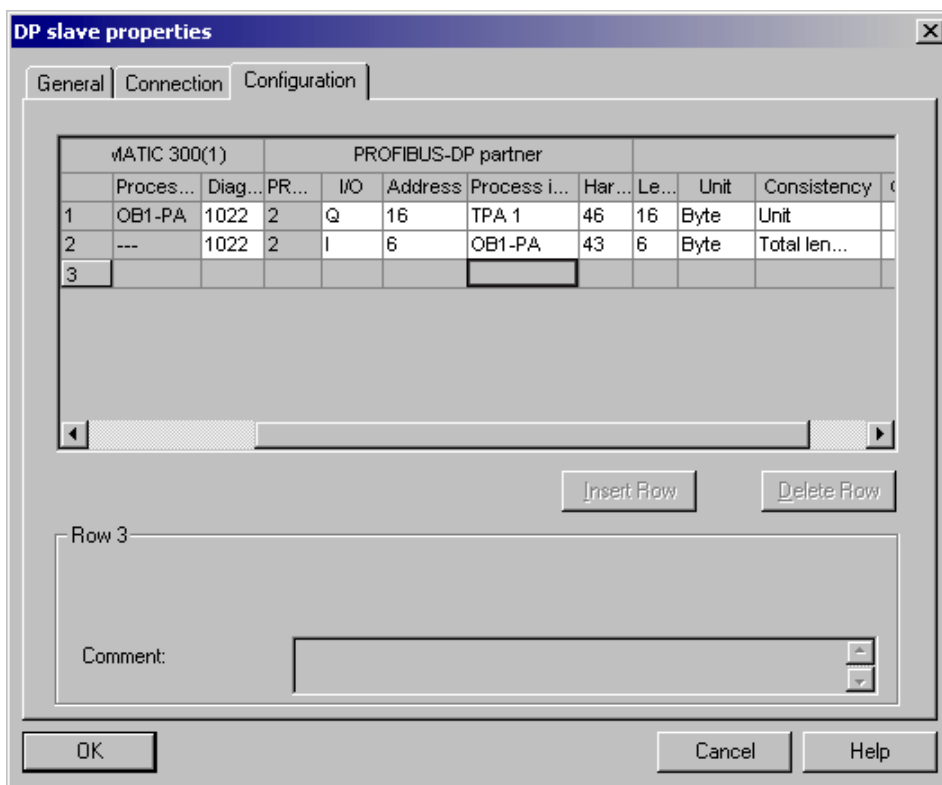 DP slave properties
General Connection Configuration
MATIC 300(1) PROFIBUS-DP partner
Proces... Diag... PR... I/O Address Process i... Har... Le... Unit Consistency
1 OB1-PA 1022 2 Q 16 TPA 1 46 16 Byte Unit
2 --- 1022 2 I 6 OB1-PA 43 6 Byte Total len...
3
Insert Row Delete Row
Row 3
Comment:
OK Cancel Help